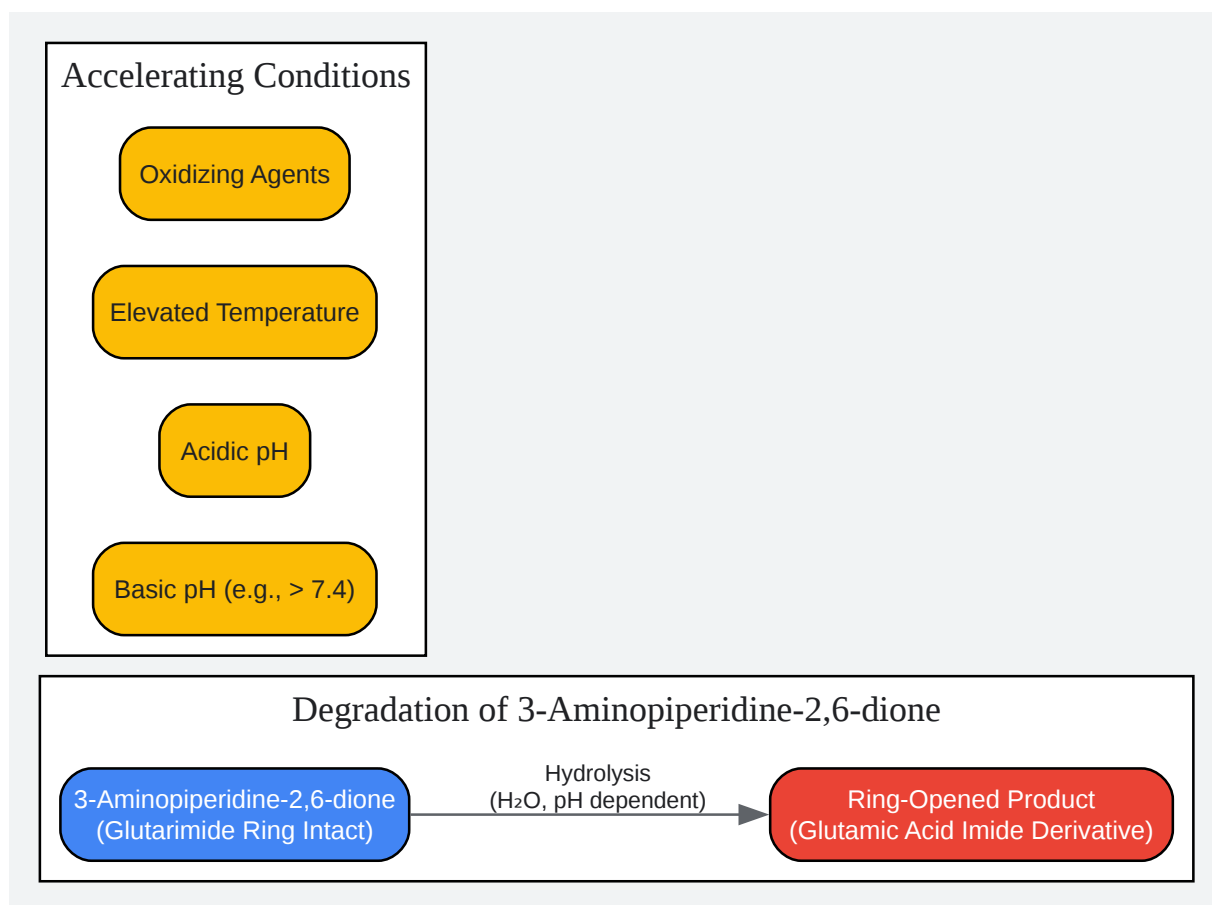 Accelerating Conditions
Oxidizing Agents
Elevated Temperature
Acidic pH
Basic pH (e.g., > 7.4)
Degradation of 3-Aminopiperidine-2,6-dione
3-Aminopiperidine-2,6-dione
(Glutarimide Ring Intact)
Hydrolysis
(H₂O, pH dependent)
Ring-Opened Product
(Glutamic Acid Imide Derivative)